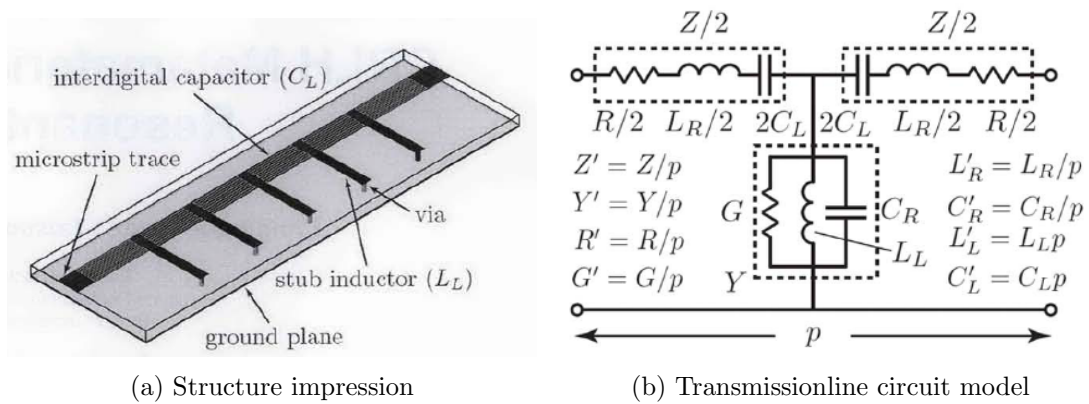 interdigital capacitor (C_L)
microstrip trace
via
stub inductor (L_L)
ground plane
(a) Structure impression
Z/2 Z/2
R/2 L_R/2 2C_L 2C_L L_R/2 R/2
Z' = Z/p
Y' = Y/p
R' = R/p
G' = G/p
G
C_R
L_L
Y
L'_R = L_R/p
C'_R = C_R/p
L'_L = L_L p
C'_L = C_L p
p
(b) Transmissionline circuit model